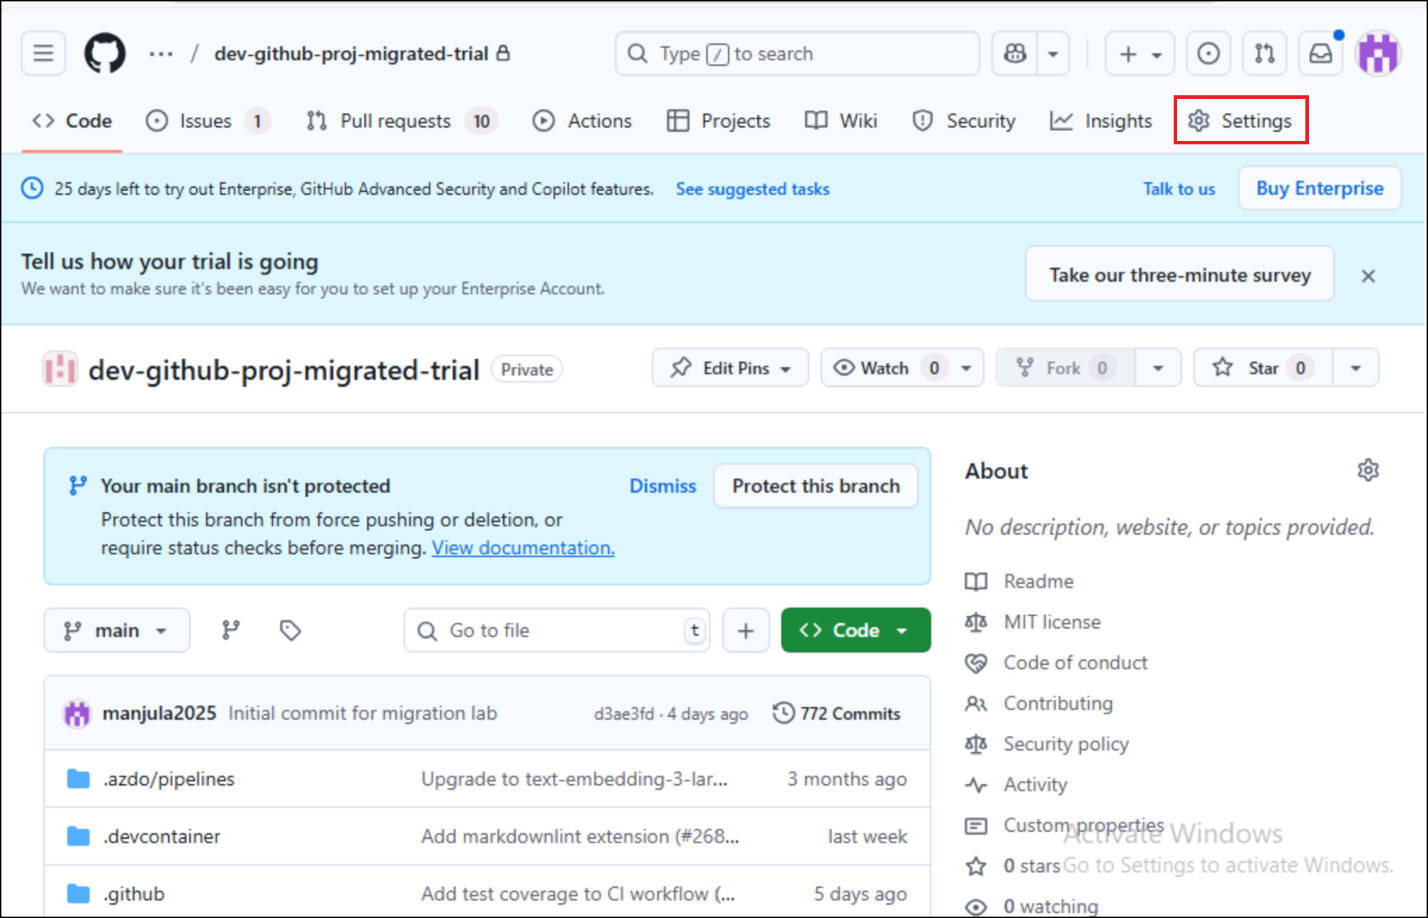 ··· / dev-github-proj-migrated-trial Type / to search
Code Issues 1 Pull requests 10 Actions Projects Wiki Security Insights Settings
25 days left to try out Enterprise, GitHub Advanced Security and Copilot features. See suggested tasks Talk to us Buy Enterprise
Tell us how your trial is going
We want to make sure it's been easy for you to set up your Enterprise Account.
Take our three-minute survey
dev-github-proj-migrated-trial Private Edit Pins Watch 0 Fork 0 Star 0
Your main branch isn't protected Dismiss Protect this branch
Protect this branch from force pushing or deletion, or
require status checks before merging. View documentation.
main Go to file t + Code
manjula2025 Initial commit for migration lab d3ae3fd · 4 days ago 772 Commits
.azdo/pipelines Upgrade to text-embedding-3-lar... 3 months ago
.devcontainer Add markdownlint extension (#268... last week
.github Add test coverage to CI workflow (... 5 days ago
About
No description, website, or topics provided.
Readme
MIT license
Code of conduct
Contributing
Security policy
Activity
Custom properties
0 stars
0 watching
Activate Windows
Go to Settings to activate Windows.